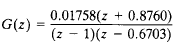 G(z) = 0.01758(z + 0.8760) / (z − 1)(z − 0.6703)